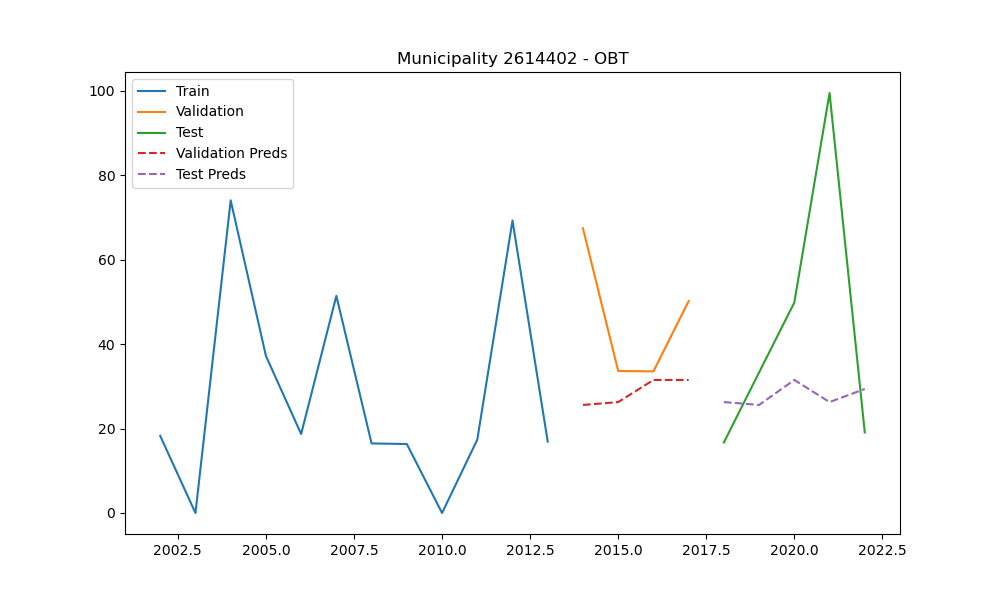 Municipality 2614402 - OBT
Train
Validation
Test
Validation Preds
Test Preds
100
80
60
40
20
0
2002.5 2005.0 2007.5 2010.0 2012.5 2015.0 2017.5 2020.0 2022.5